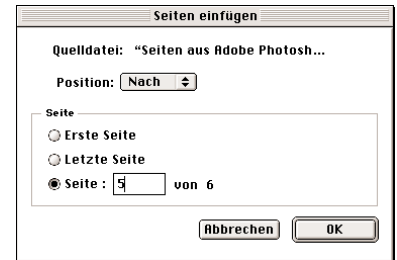 Seiten einfügen
Quelldatei: “Seiten aus Adobe Photosh...
Position: Nach
Seite
Erste Seite
Letzte Seite
Seite : 5 von 6
Abbrechen OK